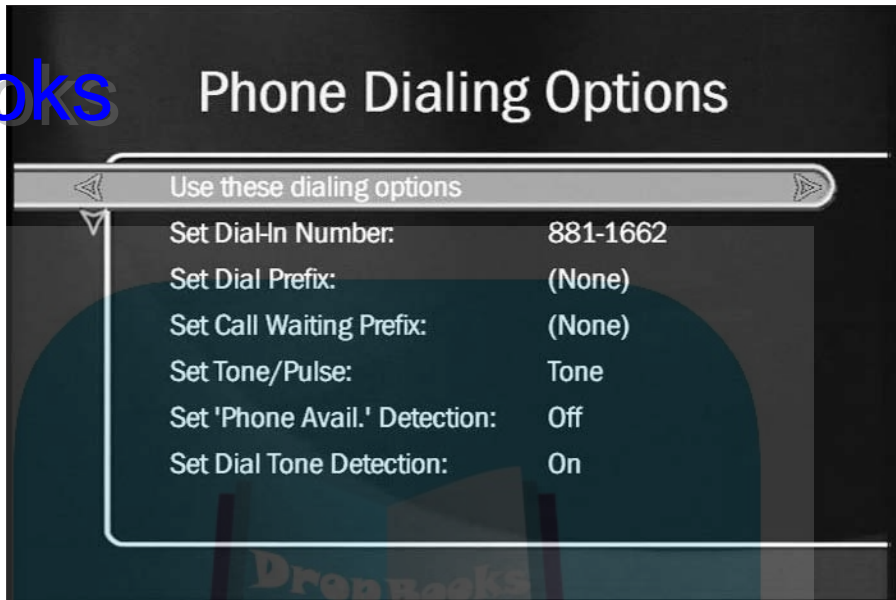 oks
Phone Dialing Options
Use these dialing options
Set Dial-In Number: 881-1662
Set Dial Prefix: (None)
Set Call Waiting Prefix: (None)
Set Tone/Pulse: Tone
Set 'Phone Avail.' Detection: Off
Set Dial Tone Detection: On
DropBooks